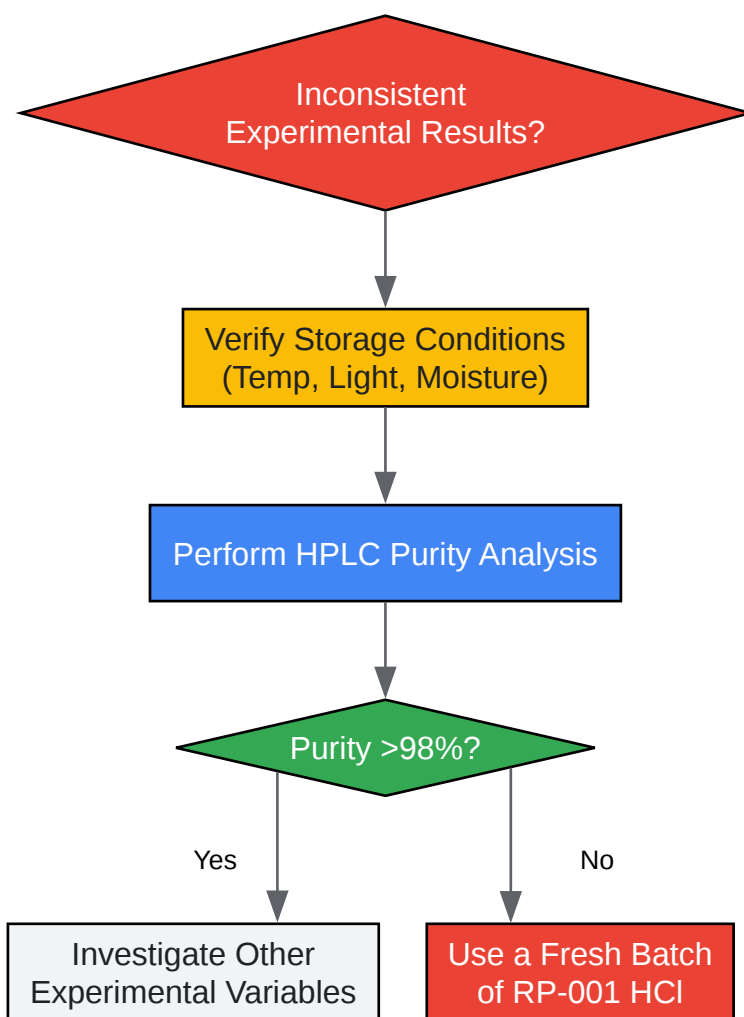 Inconsistent
Experimental Results?
Verify Storage Conditions
(Temp, Light, Moisture)
Perform HPLC Purity Analysis
Purity >98%?
Yes
No
Investigate Other
Experimental Variables
Use a Fresh Batch
of RP-001 HCl